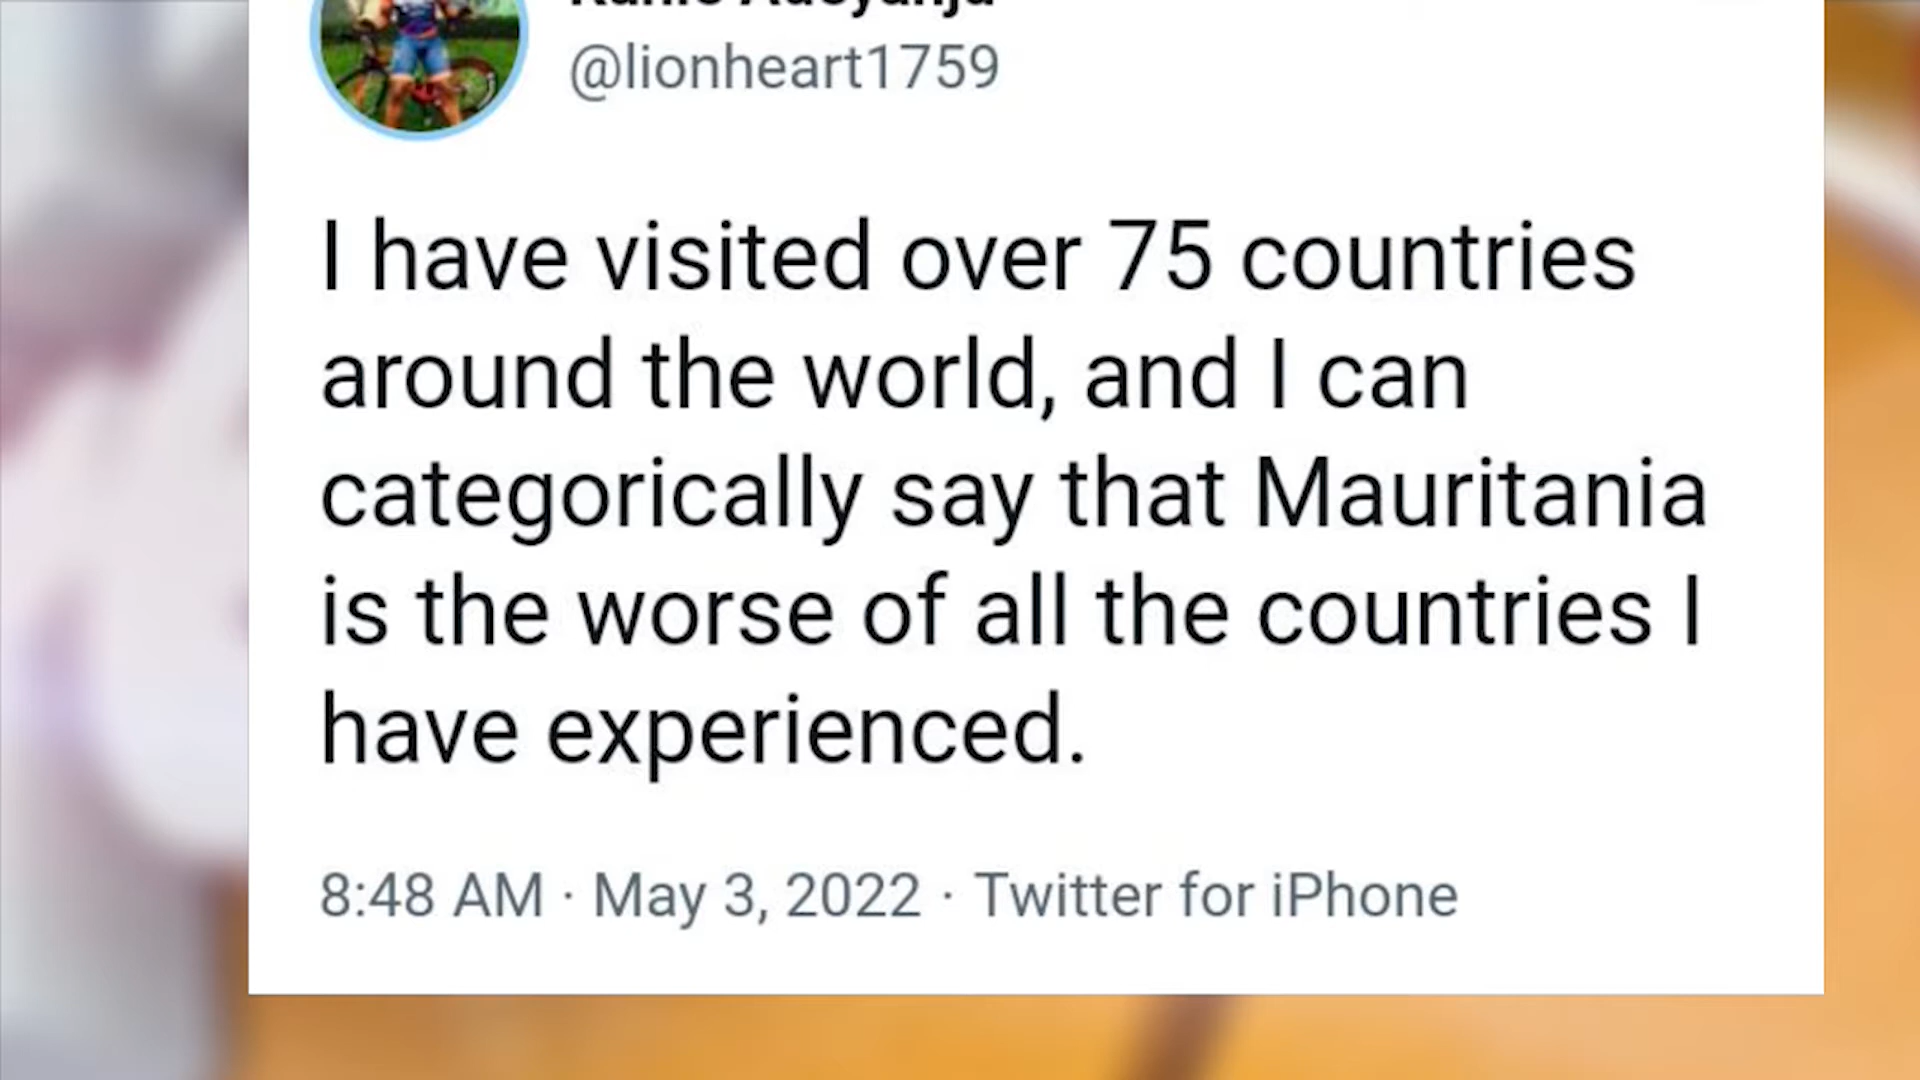 @lionheart1759
I have visited over 75 countries
around the world, and I can
categorically say that Mauritania
is the worse of all the countries I
have experienced.
8:48 AM · May 3, 2022 · Twitter for iPhone